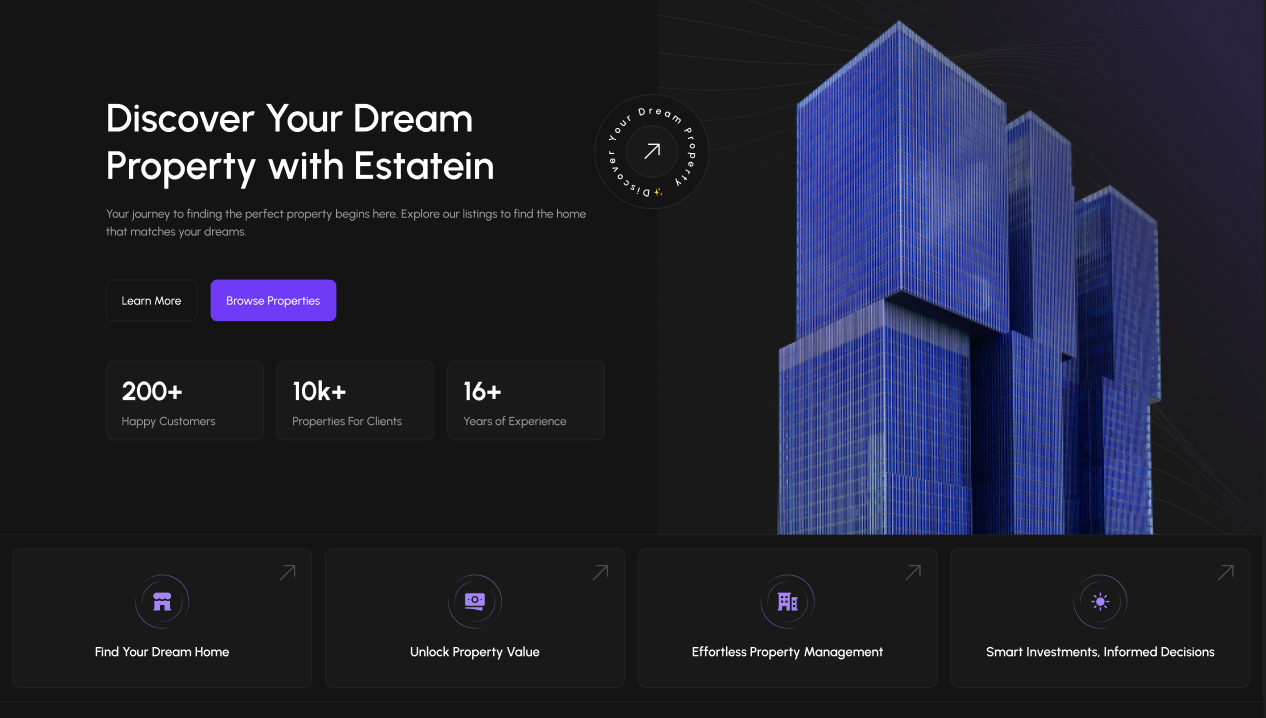 Discover Your Dream
Property with Estatein
Discover Your Dream Property
Your journey to finding the perfect property begins here. Explore our listings to find the home
that matches your dreams.
Learn More
Browse Properties
200+
Happy Customers
10k+
Properties For Clients
16+
Years of Experience
Find Your Dream Home
Unlock Property Value
Effortless Property Management
Smart Investments, Informed Decisions